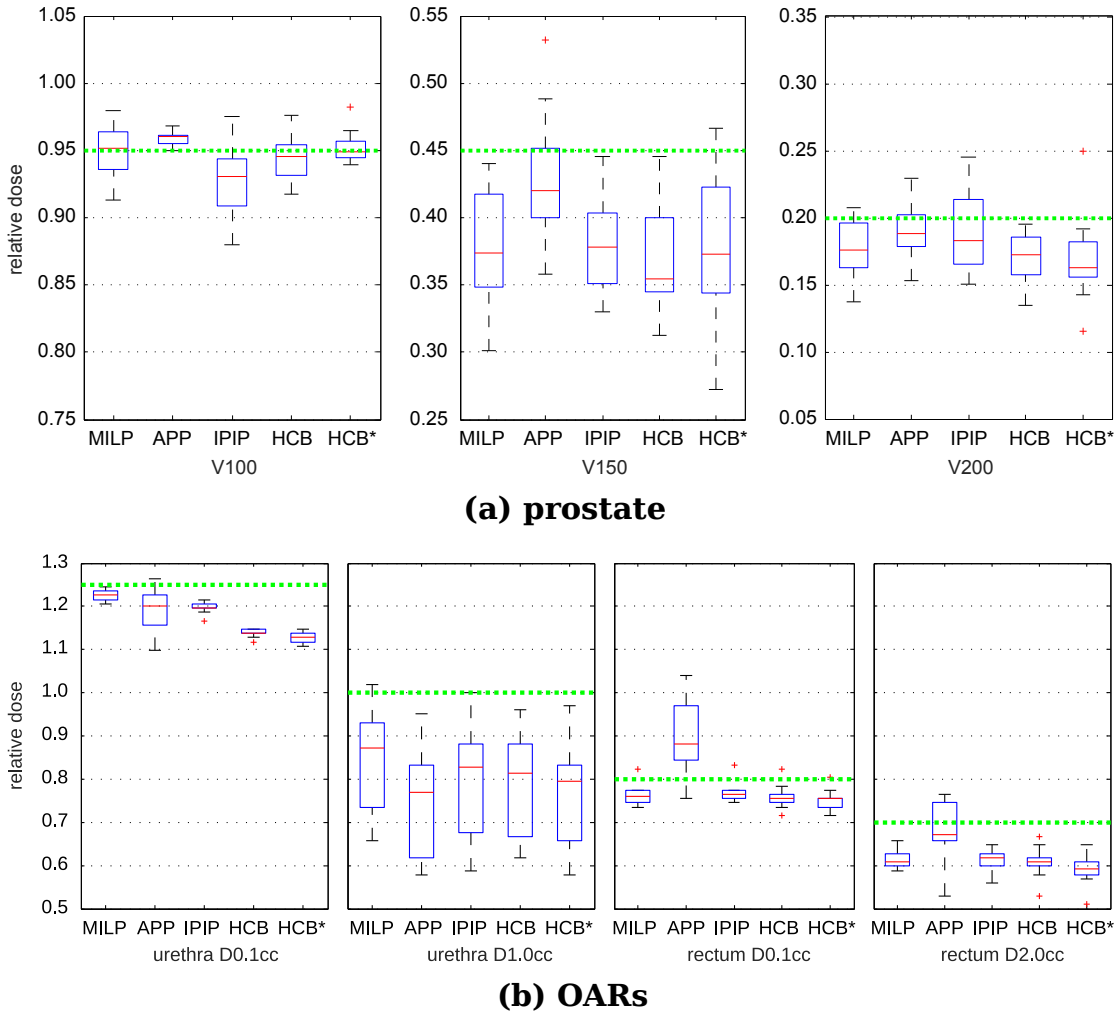 1.05 1.00 0.95 0.90 0.85 0.80 0.75
relative dose
MILP APP IPIP HCB HCB*
V100
0.55 0.50 0.45 0.40 0.35 0.30 0.25
MILP APP IPIP HCB HCB*
V150
0.35 0.30 0.25 0.20 0.15 0.10 0.05
MILP APP IPIP HCB HCB*
V200
(a) prostate
1.3 1.2 1.1 1.0 0.9 0.8 0.7 0.6 0.5
relative dose
MILP APP IPIP HCB HCB*
urethra D0.1cc
MILP APP IPIP HCB HCB*
urethra D1.0cc
MILP APP IPIP HCB HCB*
rectum D0.1cc
MILP APP IPIP HCB HCB*
rectum D2.0cc
(b) OARs